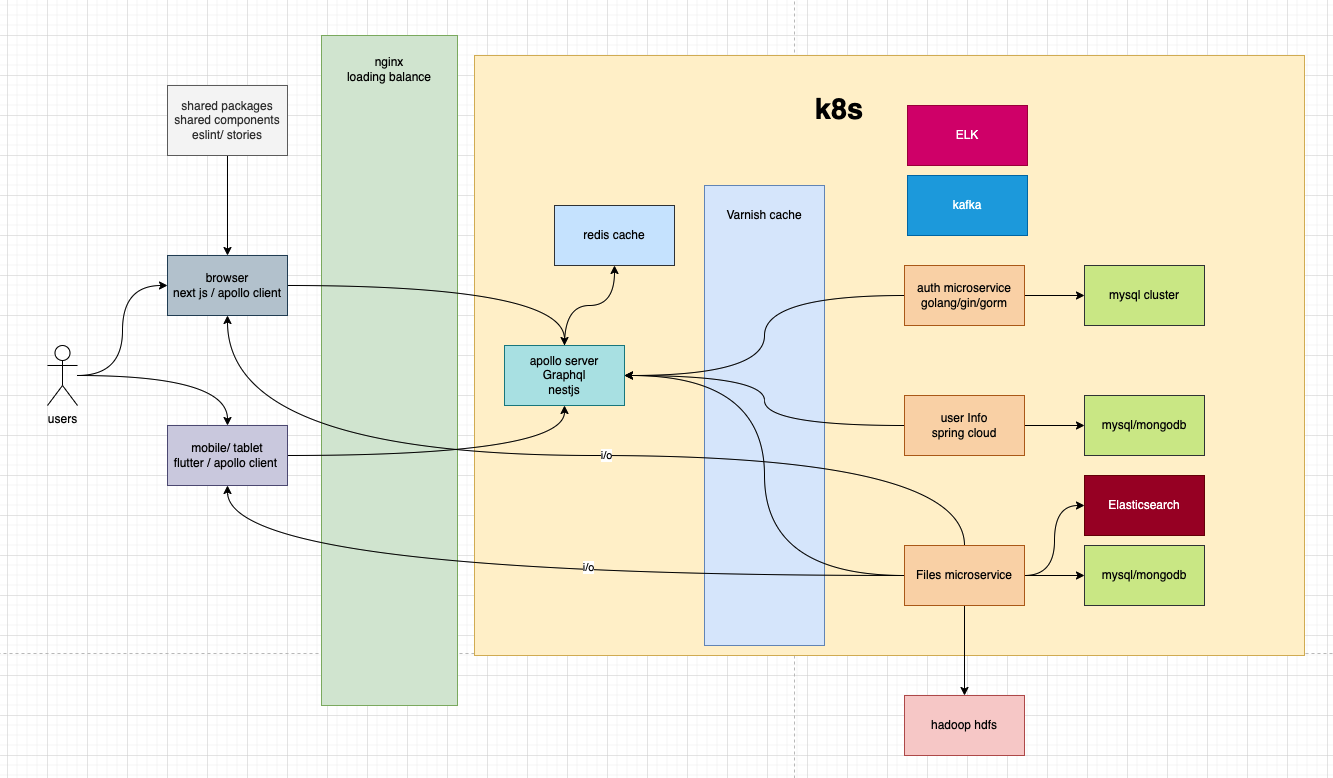 nginx
loading balance
shared packages
shared components
eslint/ stories
k8s
ELK
kafka
redis cache
Varnish cache
browser
next js / apollo client
auth microservice
golang/gin/gorm
mysql cluster
apollo server
Graphql
nestjs
users
user Info
spring cloud
mysql/mongodb
mobile/ tablet
flutter / apollo client
i/o
Elasticsearch
i/o
Files microservice
mysql/mongodb
hadoop hdfs